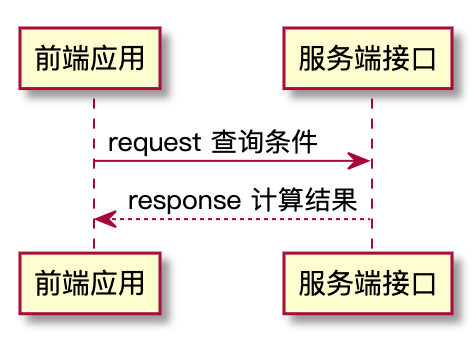 前端应用
服务端接口
request 查询条件
response 计算结果
前端应用
服务端接口